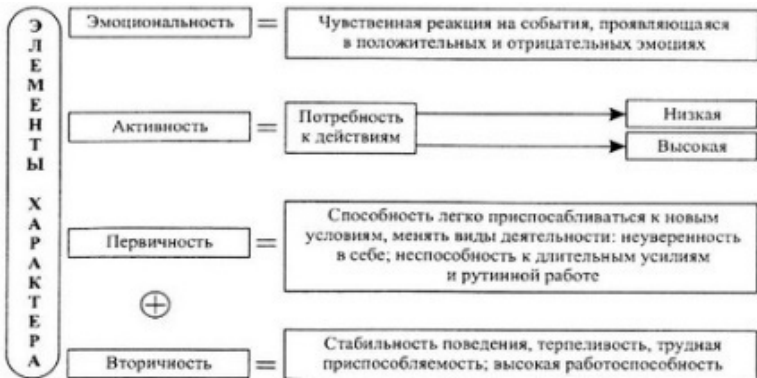 ЭЛЕМЕНТЫ ХАРАКТЕРА
Эмоциональность
=
Чувственная реакция на события, проявляющаяся
в положительных и отрицательных эмоциях
Активность
=
Потребность
к действиям
Низкая
Высокая
Первичность
=
Способность легко приспосабливаться к новым
условиям, менять виды деятельности: неуверенность
в себе; неспособность к длительным усилиям
и рутинной работе
+
Вторичность
=
Стабильность поведения, терпеливость, трудная
приспособляемость; высокая работоспособность